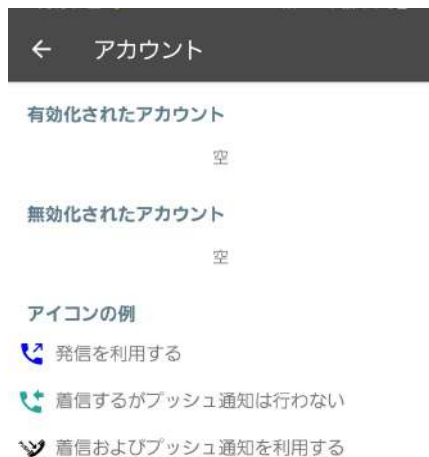 アカウント
有効化されたアカウント
空
無効化されたアカウント
空
アイコンの例
発信を利用する
着信するがプッシュ通知は行わない
着信およびプッシュ通知を利用する